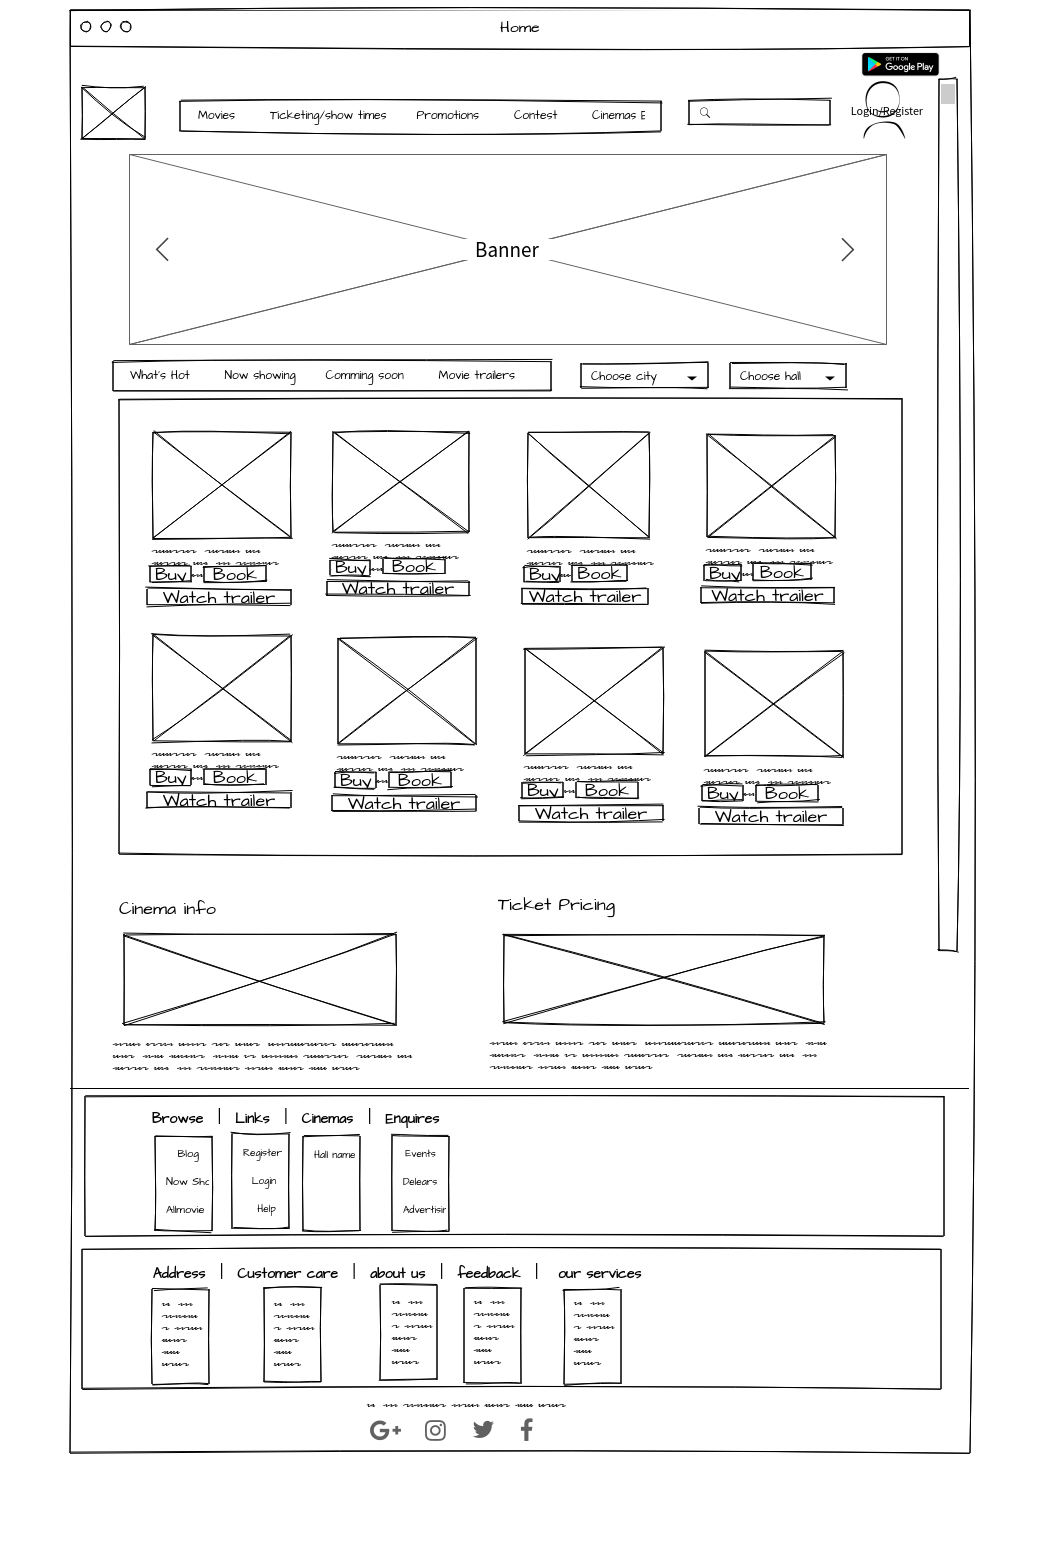 Home
GET IT ON
Google Play
Movies Ticketing/show times Promotions Contest Cinemas E
Login/Register
Banner
What's Hot Now showing Comming soon Movie trailers Choose city Choose hall
Buy Book Buy Book Buy Book Buy Book
Watch trailer Watch trailer Watch trailer Watch trailer
Buy Book Buy Book Buy Book Buy Book
Watch trailer Watch trailer Watch trailer Watch trailer
Cinema info Ticket Pricing
Browse | Links | Cinemas | Enquires
Blog Register Hall name Events
Now Sho Login Delears
Allmovie Help Advertisir
Address | Customer care | about us | feedback | our services